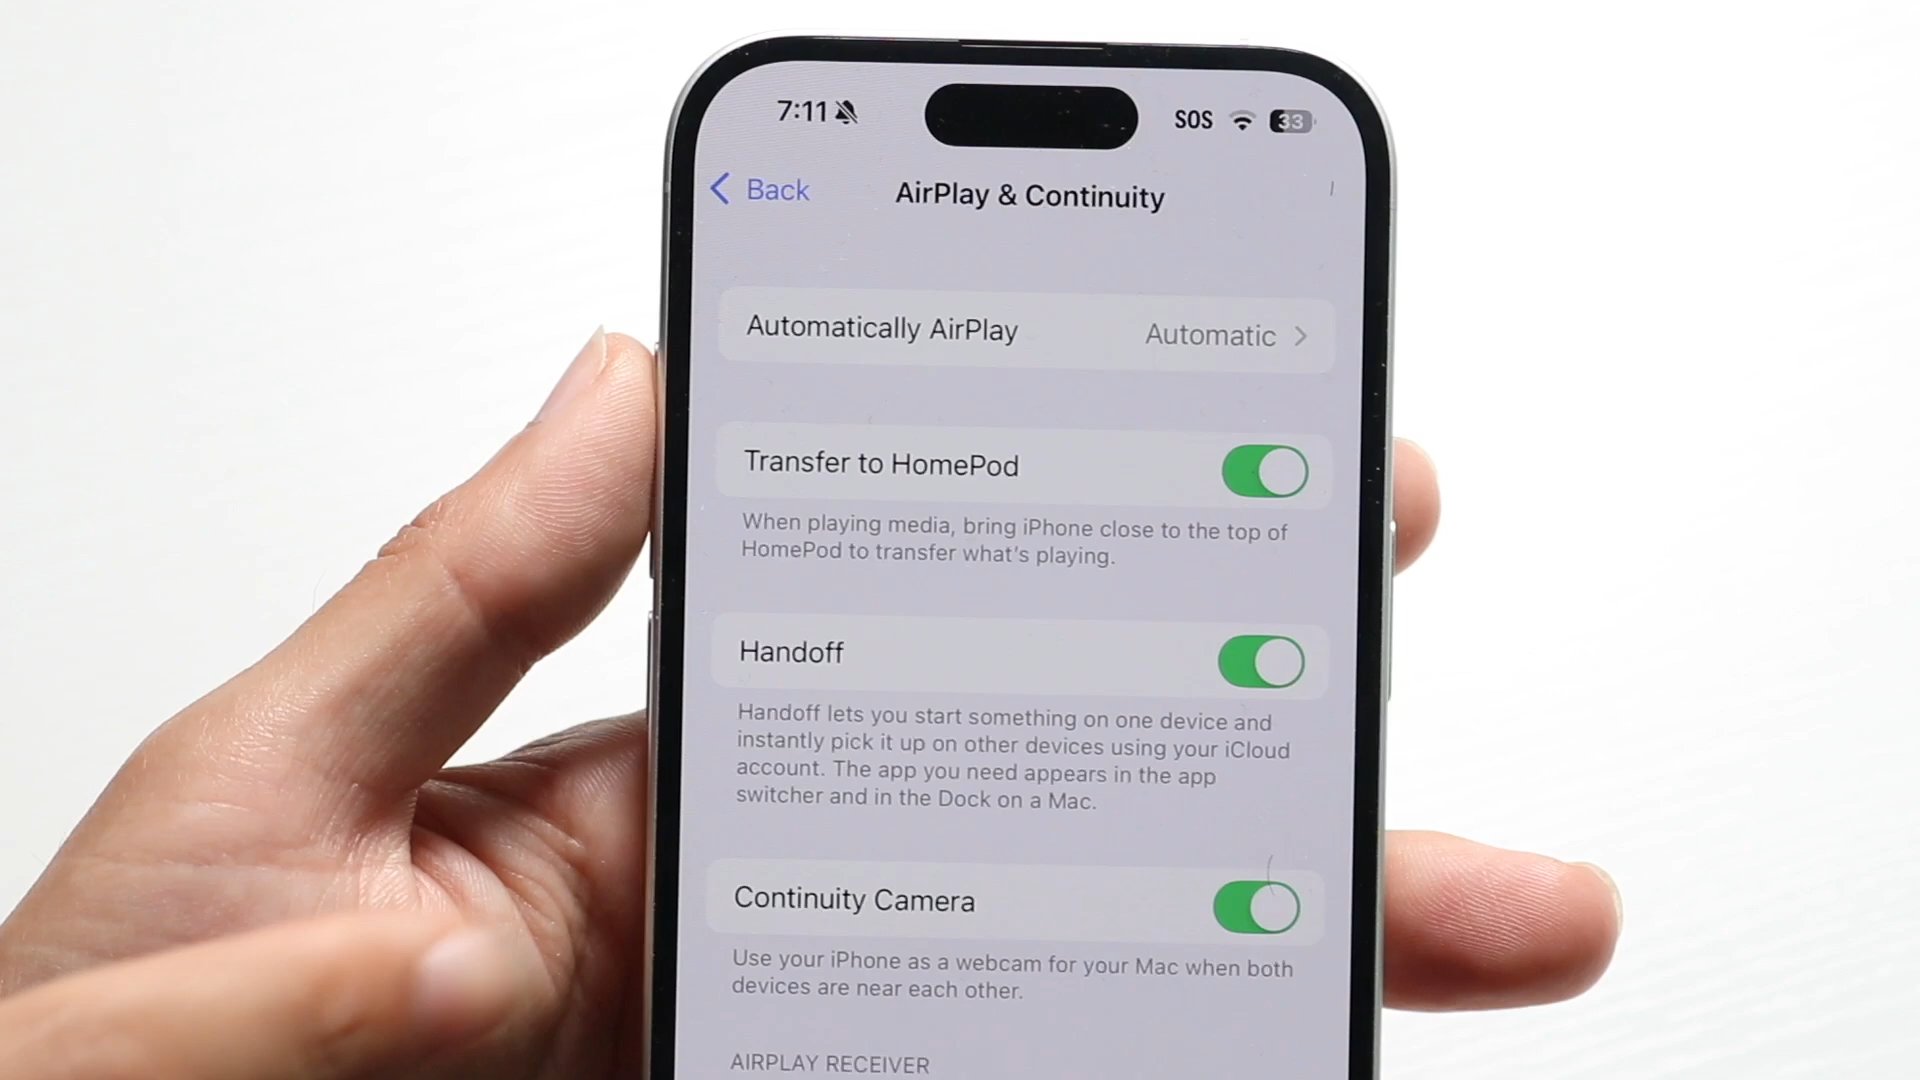 7:11
SOS
33
Back
AirPlay & Continuity
Automatically AirPlay
Automatic
Transfer to HomePod
When playing media, bring iPhone close to the top of
HomePod to transfer what's playing.
Handoff
Handoff lets you start something on one device and
instantly pick it up on other devices using your iCloud
account. The app you need appears in the app
switcher and in the Dock on a Mac.
Continuity Camera
Use your iPhone as a webcam for your Mac when both
devices are near each other.
AIRPLAY RECEIVER